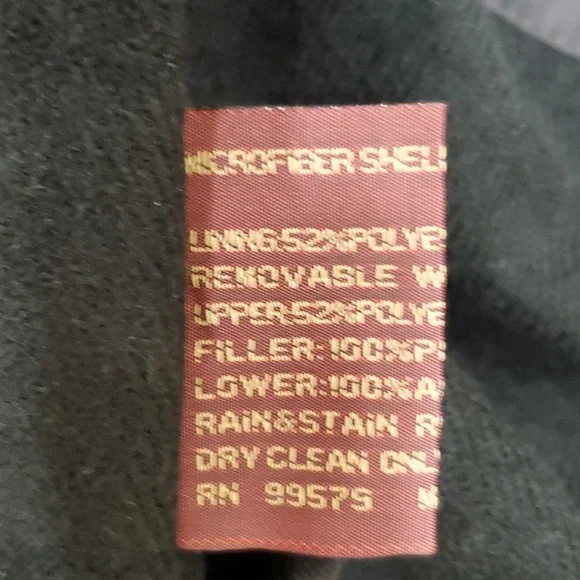 MICROFIBER SHEL
LINING:52%POLYE
REMOVABLE W
UPPER:52%POLYE
FILLER:100%P
LOWER:100%A
RAIN&STAIN R
DRY CLEAN ONL
RN 99575